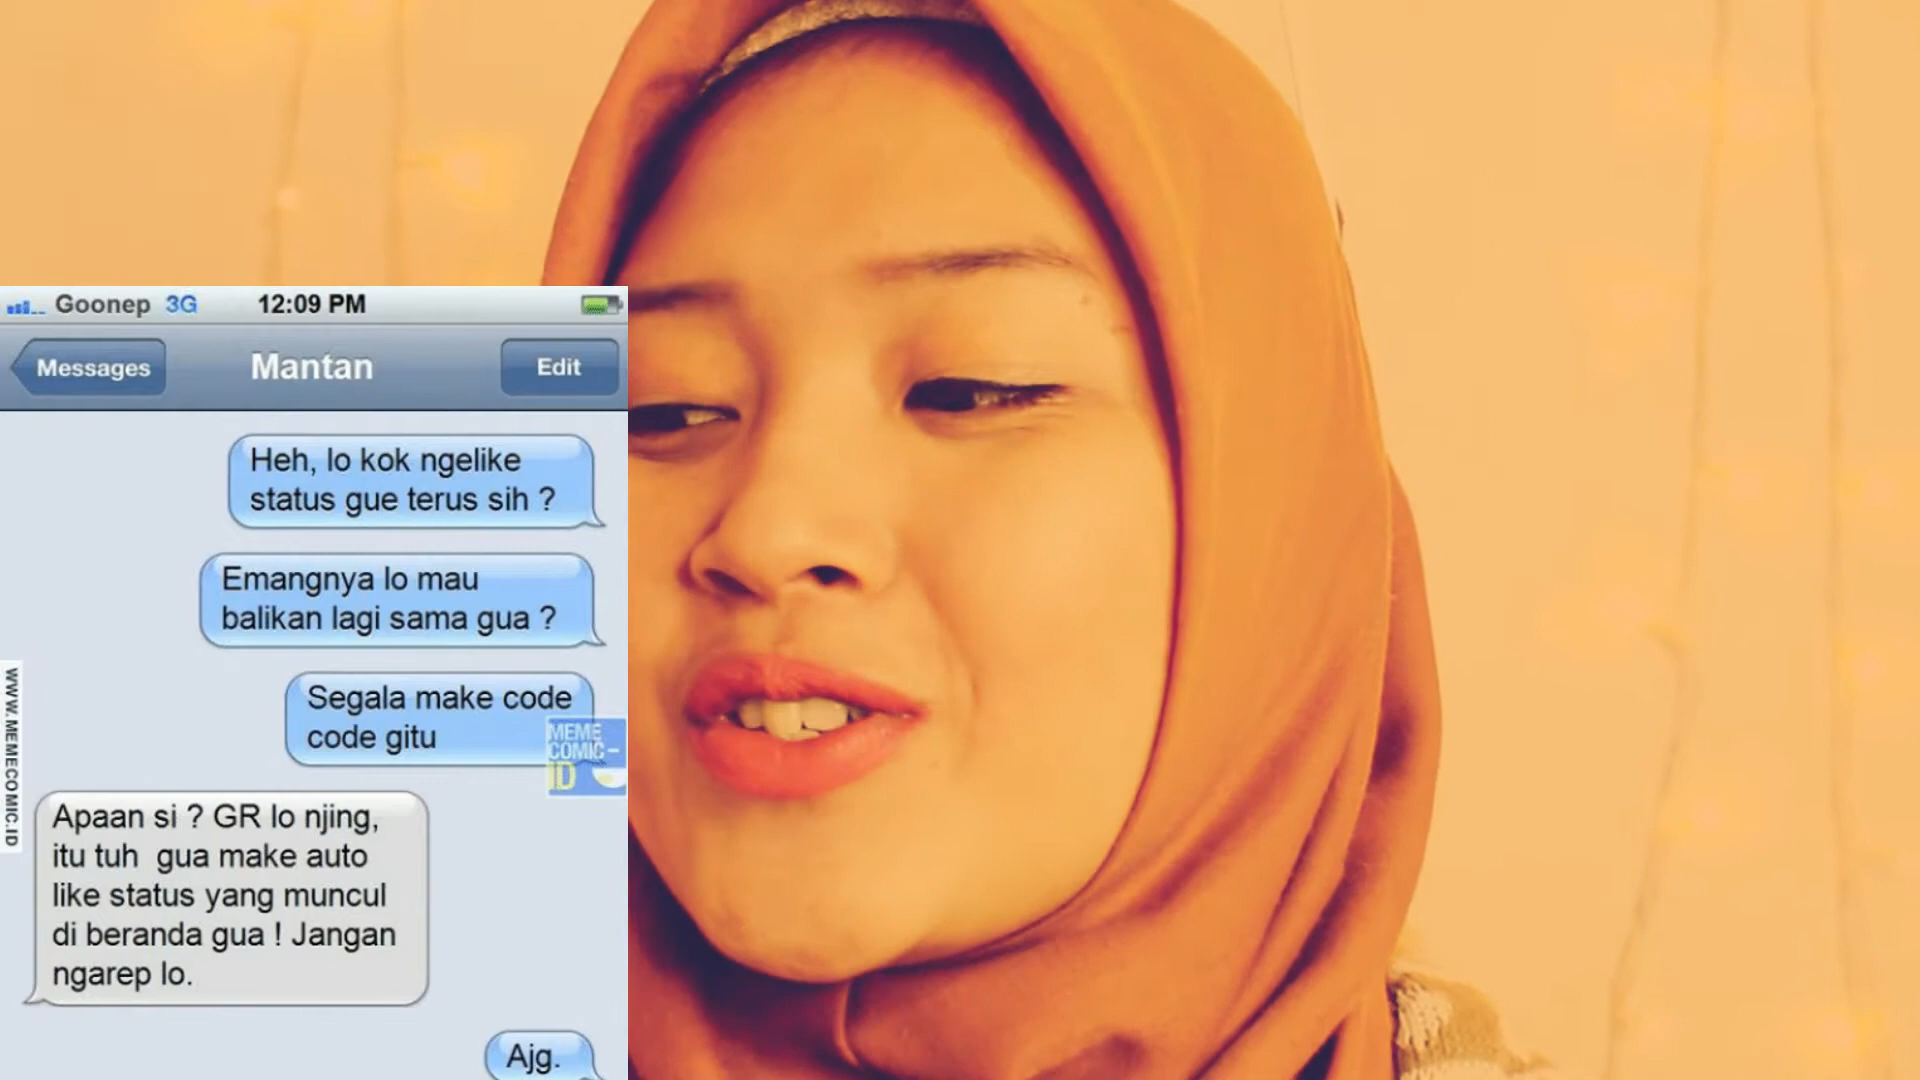 Goonep 3G 12:09 PM
Messages Mantan Edit
Heh, lo kok ngelike
status gue terus sih ?
Emangnya lo mau
balikan lagi sama gua ?
Segala make code
code gitu
MEME
COMIC-
ID
WWW.MEMECOMIC.ID
Apaan si ? GR lo njing,
itu tuh gua make auto
like status yang muncul
di beranda gua ! Jangan
ngarep lo.
Ajg.